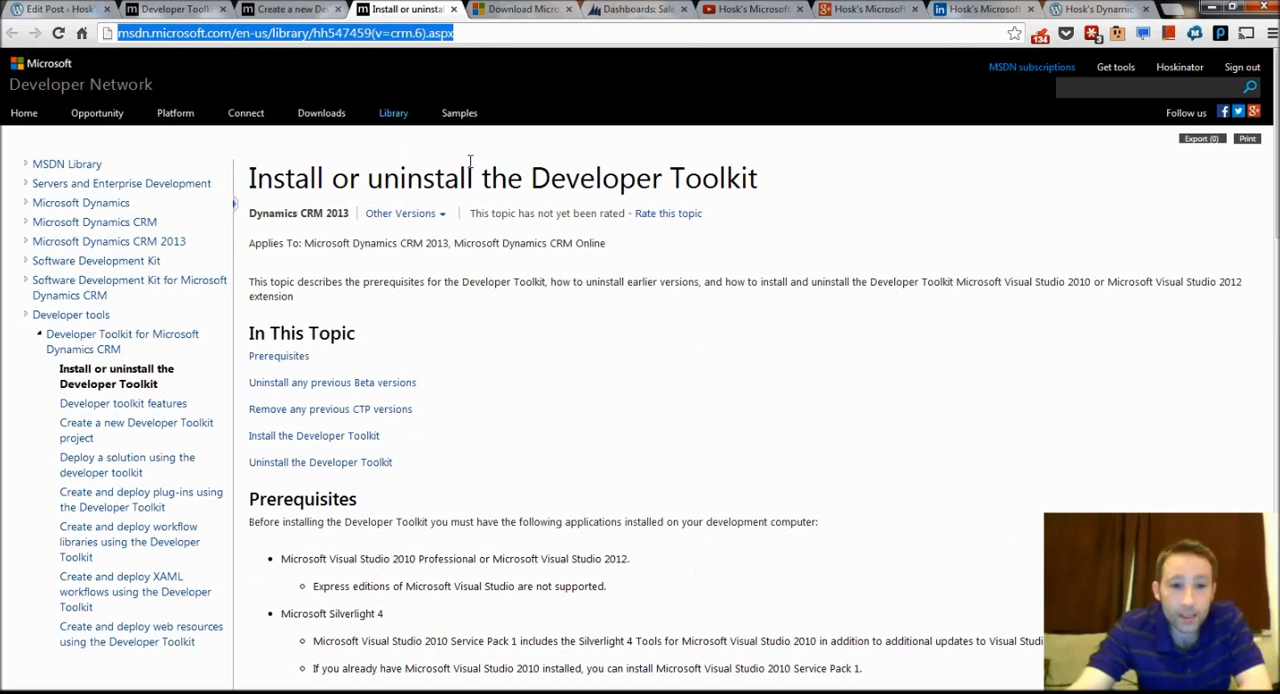 Edit Post ‹ Hosk'
Developer Toolk
Create a new De
Install or uninstal
Download Micro
Dashboards: Sale
Hosk's Microsoft
Hosk's Microsoft
Hosk's Microsoft
Hosk's Dynamic
msdn.microsoft.com/en-us/library/hh547459(v=crm.6).aspx
134
3
Microsoft
Developer Network
MSDN subscriptions
Get tools
Hoskinator
Sign out
Home
Opportunity
Platform
Connect
Downloads
Library
Samples
Follow us
Export (0)
Print
MSDN Library
Servers and Enterprise Development
Microsoft Dynamics
Microsoft Dynamics CRM
Microsoft Dynamics CRM 2013
Software Development Kit
Software Development Kit for Microsoft
Dynamics CRM
Developer tools
Developer Toolkit for Microsoft
Dynamics CRM
Install or uninstall the
Developer Toolkit
Developer toolkit features
Create a new Developer Toolkit
project
Deploy a solution using the
developer toolkit
Create and deploy plug-ins using
the Developer Toolkit
Create and deploy workflow
libraries using the Developer
Toolkit
Create and deploy XAML
workflows using the Developer
Toolkit
Create and deploy web resources
using the Developer Toolkit
Install or uninstall the Developer Toolkit
Dynamics CRM 2013
Other Versions
This topic has not yet been rated - Rate this topic
Applies To: Microsoft Dynamics CRM 2013, Microsoft Dynamics CRM Online
This topic describes the prerequisites for the Developer Toolkit, how to uninstall earlier versions, and how to install and uninstall the Developer Toolkit Microsoft Visual Studio 2010 or Microsoft Visual Studio 2012
extension
In This Topic
Prerequisites
Uninstall any previous Beta versions
Remove any previous CTP versions
Install the Developer Toolkit
Uninstall the Developer Toolkit
Prerequisites
Before installing the Developer Toolkit you must have the following applications installed on your development computer:
Microsoft Visual Studio 2010 Professional or Microsoft Visual Studio 2012.
Express editions of Microsoft Visual Studio are not supported.
Microsoft Silverlight 4
Microsoft Visual Studio 2010 Service Pack 1 includes the Silverlight 4 Tools for Microsoft Visual Studio 2010 in addition to additional updates to Visual Studi
If you already have Microsoft Visual Studio 2010 installed, you can install Microsoft Visual Studio 2010 Service Pack 1.